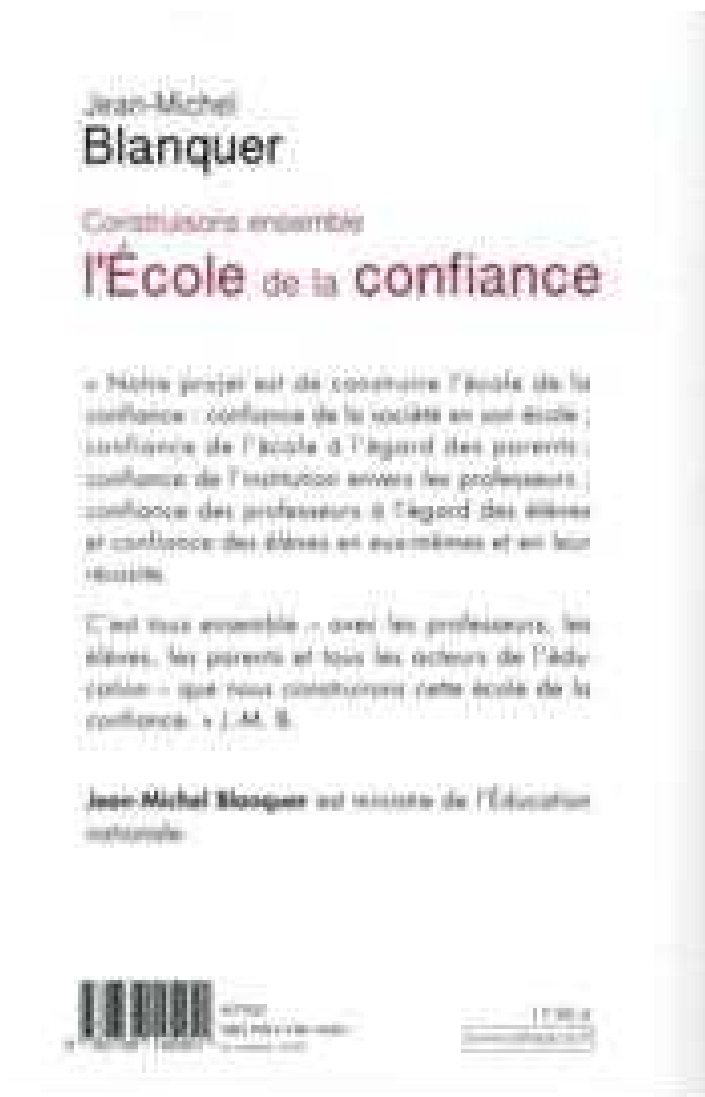 Jean-Michel
Blanquer
Construisons ensemble
l'École de la confiance
« Notre projet est de construire l'école de la
confiance : confiance de la société en son école ;
confiance de l'école à l'égard des parents ;
confiance de l'institution envers les professeurs ;
confiance des professeurs à l'égard des élèves
et confiance des élèves en eux-mêmes et en leur
réussite.
C'est tous ensemble – avec les professeurs, les
élèves, les parents et tous les acteurs de l'édu-
cation – que nous construirons cette école de la
confiance. » J.-M. B.
Jean-Michel Blanquer est ministre de l'Éducation
nationale.